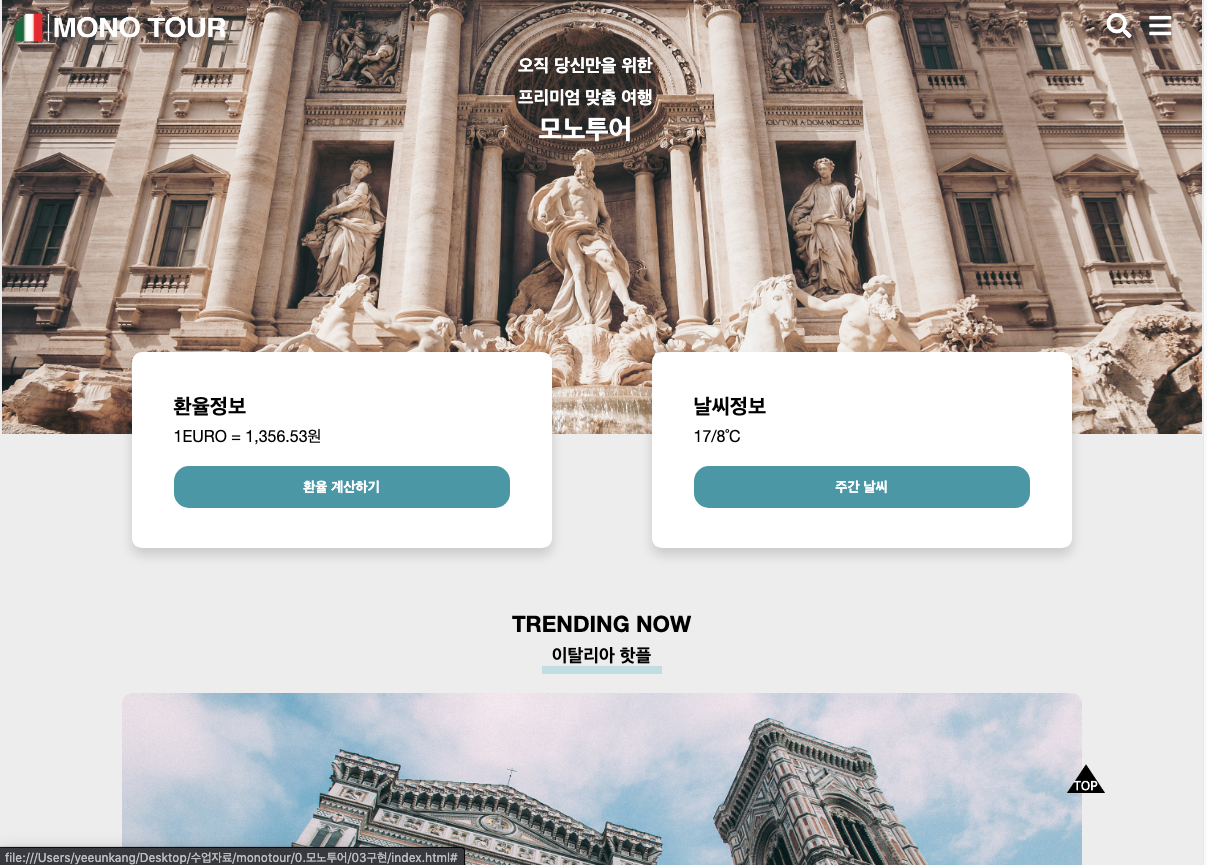 MONO TOUR
오직 당신만을 위한
프리미엄 맞춤 여행
모노투어
환율정보
1EURO = 1,356.53원
환율 계산하기
날씨정보
17/8˚C
주간 날씨
TRENDING NOW
이탈리아 핫플
TOP
file:///Users/yeeunkang/Desktop/수업자료/monotour/0.모노투어/03구현/index.html#